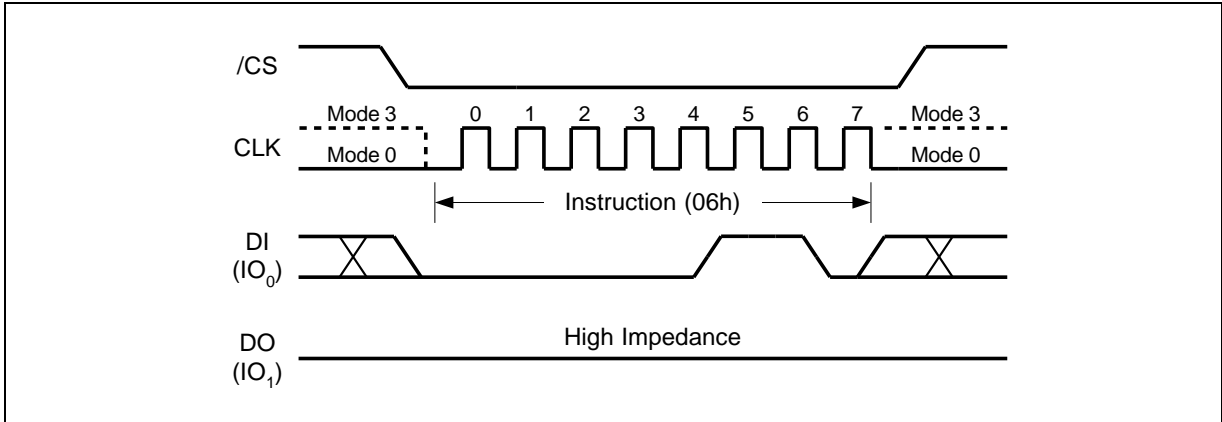 /CS
Mode 3 0 1 2 3 4 5 6 7 Mode 3
CLK
Mode 0 Mode 0
Instruction (06h)
DI
(IO₀)
High Impedance
DO
(IO₁)